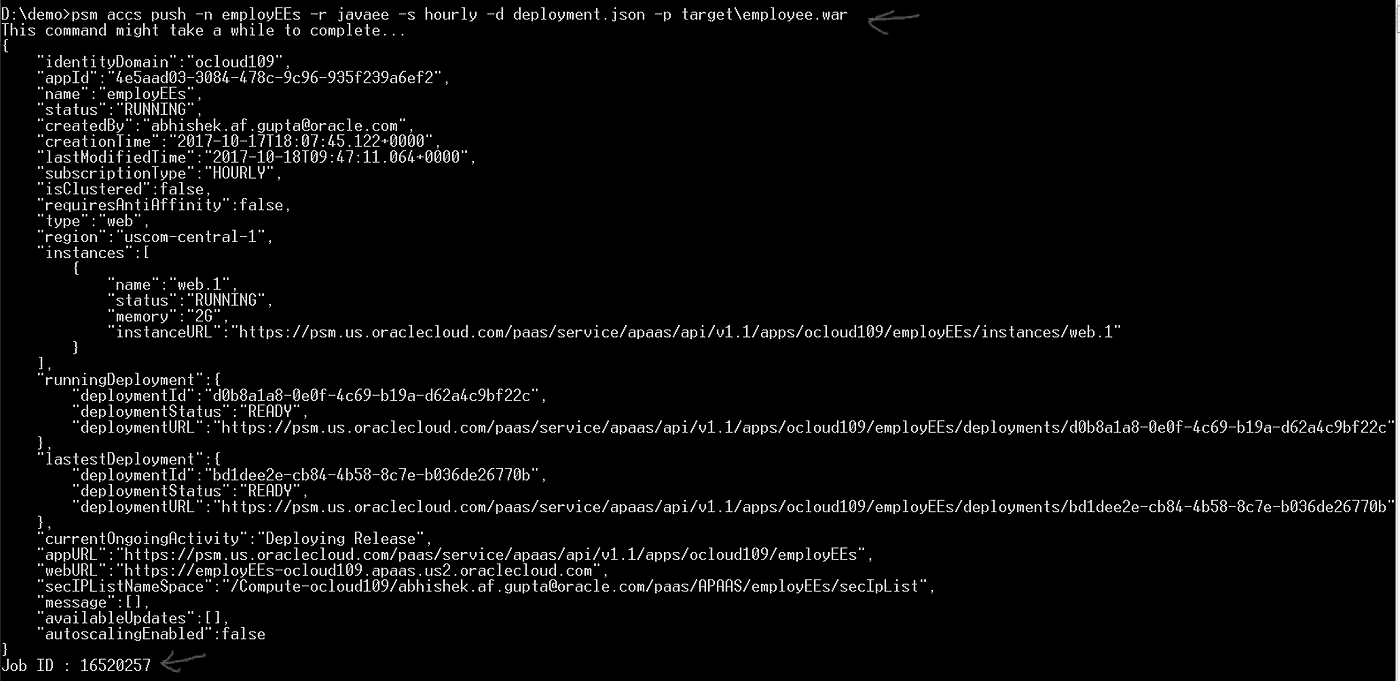 D:\demo>psm accs push -n employEEs -r javaee -s hourly -d deployment.json -p target\employee.war
This command might take a while to complete...
{
    "identityDomain":"ocloud109",
    "appId":"4e5aad03-3084-478c-9c96-935f239a6ef2",
    "name":"employEEs",
    "status":"RUNNING",
    "createdBy":"abhishek.af.gupta@oracle.com",
    "creationTime":"2017-10-17T18:07:45.122+0000",
    "lastModifiedTime":"2017-10-18T09:47:11.064+0000",
    "subscriptionType":"HOURLY",
    "isClustered":false,
    "requiresAntiAffinity":false,
    "type":"web",
    "region":"uscom-central-1",
    "instances":[
        {
            "name":"web.1",
            "status":"RUNNING",
            "memory":"2G",
            "instanceURL":"https://psm.us.oraclecloud.com/paas/service/apaas/api/v1.1/apps/ocloud109/employEEs/instances/web.1"
        }
    ],
    "runningDeployment":{
        "deploymentId":"d0b8a1a8-0e0f-4c69-b19a-d62a4c9bf22c",
        "deploymentStatus":"READY",
        "deploymentURL":"https://psm.us.oraclecloud.com/paas/service/apaas/api/v1.1/apps/ocloud109/employEEs/deployments/d0b8a1a8-0e0f-4c69-b19a-d62a4c9bf22c"
    },
    "lastestDeployment":{
        "deploymentId":"bd1dee2e-cb84-4b58-8c7e-b036de26770b",
        "deploymentStatus":"READY",
        "deploymentURL":"https://psm.us.oraclecloud.com/paas/service/apaas/api/v1.1/apps/ocloud109/employEEs/deployments/bd1dee2e-cb84-4b58-8c7e-b036de26770b"
    },
    "currentOngoingActivity":"Deploying Release",
    "appURL":"https://psm.us.oraclecloud.com/paas/service/apaas/api/v1.1/apps/ocloud109/employEEs",
    "webURL":"https://employEEs-ocloud109.apaas.us2.oraclecloud.com",
    "secIPListNameSpace":"/Compute-ocloud109/abhishek.af.gupta@oracle.com/paas/APAAS/employEEs/secIpList",
    "message":[],
    "availableUpdates":[],
    "autoscalingEnabled":false
}
Job ID : 16520257